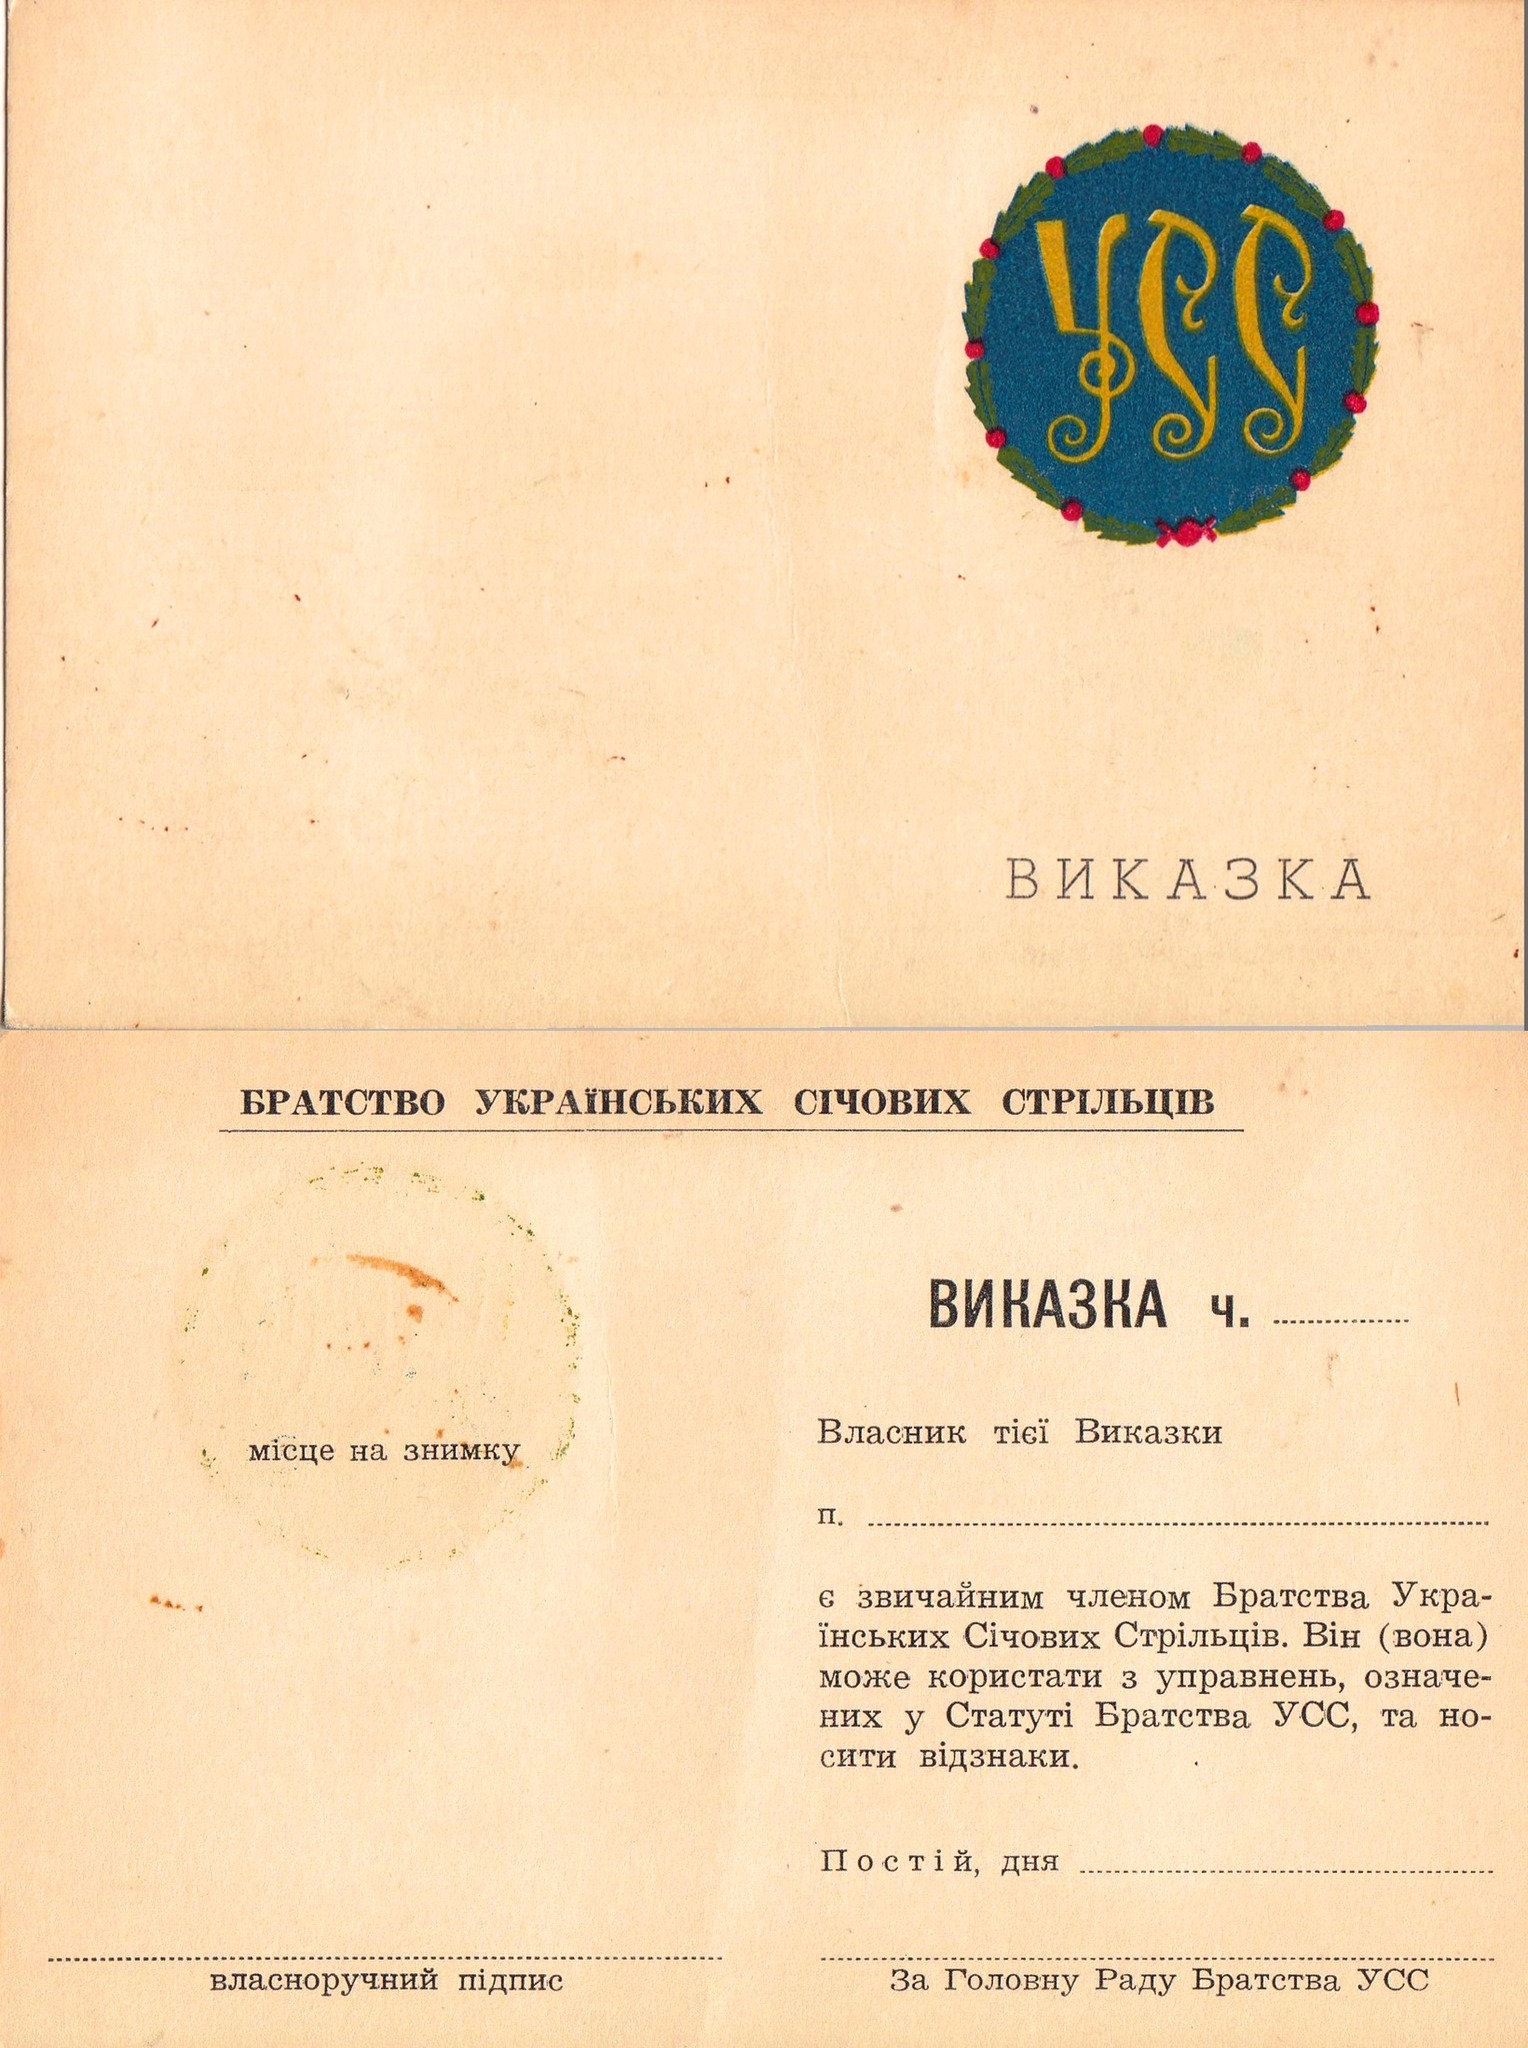 УСС
ВИКАЗКА
БРАТСТВО УКРАЇНСЬКИХ СІЧОВИХ СТРІЛЬЦІВ
місце на знимку
власноручний підпис
ВИКАЗКА ч.
Власник тієї Виказки
п.
є звичайним членом Братства Укра-
їнських Січових Стрільців. Він (вона)
може користати з управнень, означе-
них у Статуті Братства УСС, та но-
сити відзнаки.
Постій, дня
За Головну Раду Братства УСС